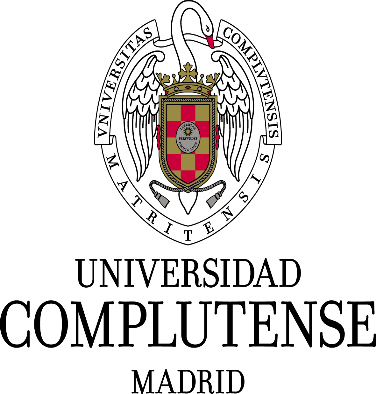 VNIVERSITAS COMPLVTENSIS
MATRITENSIS
UNIVERSIDAD
COMPLUTENSE
MADRID